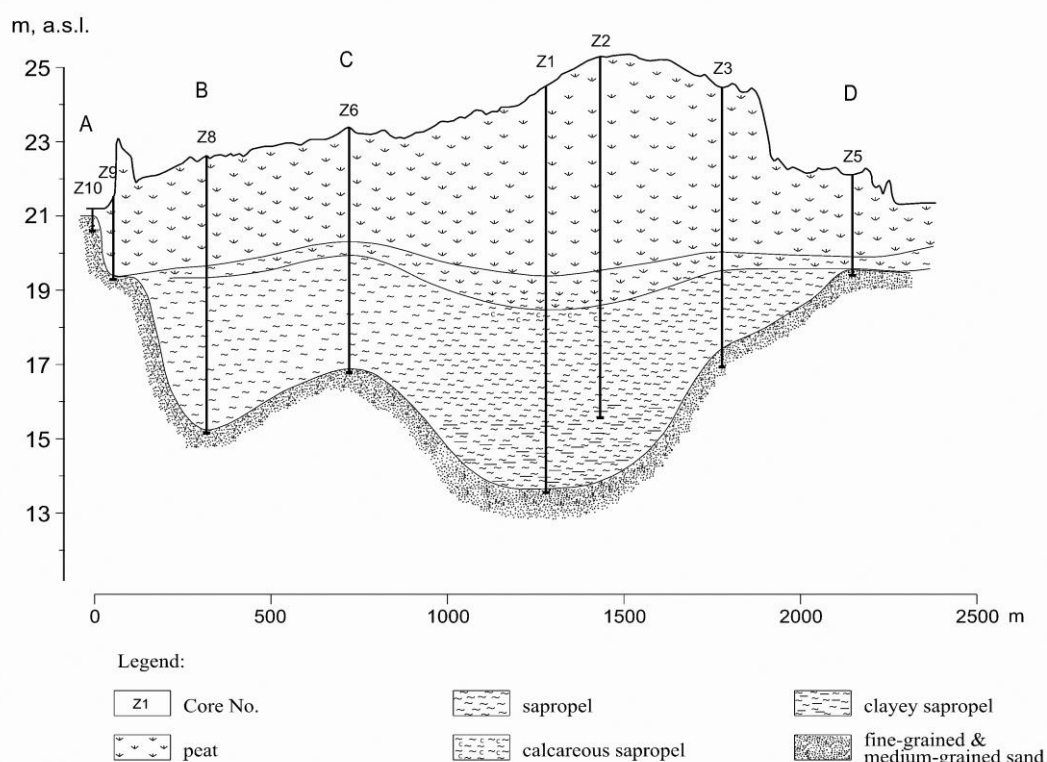 m, a.s.l.
25
23
21
19
17
15
13
A
B
C
D
Z10
Z9
Z8
Z6
Z1
Z2
Z3
Z5
c c c c c
0 500 1000 1500 2000 2500 m
Legend:
Z1 Core No.
sapropel
clayey sapropel
peat
calcareous sapropel
fine-grained &
medium-grained sand